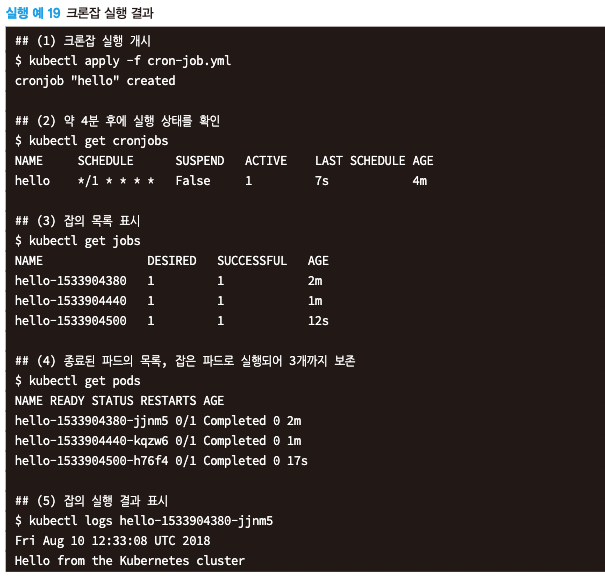 실행 예 19 크론잡 실행 결과
## (1) 크론잡 실행 개시
$ kubectl apply -f cron-job.yml
cronjob "hello" created
## (2) 약 4분 후에 실행 상태를 확인
$ kubectl get cronjobs
NAME SCHEDULE SUSPEND ACTIVE LAST SCHEDULE AGE
hello */1 * * * * False 1 7s 4m
## (3) 잡의 목록 표시
$ kubectl get jobs
NAME DESIRED SUCCESSFUL AGE
hello-1533904380 1 1 2m
hello-1533904440 1 1 1m
hello-1533904500 1 1 12s
## (4) 종료된 파드의 목록, 잡은 파드로 실행되어 3개까지 보존
$ kubectl get pods
NAME READY STATUS RESTARTS AGE
hello-1533904380-jjnm5 0/1 Completed 0 2m
hello-1533904440-kqzw6 0/1 Completed 0 1m
hello-1533904500-h76f4 0/1 Completed 0 17s
## (5) 잡의 실행 결과 표시
$ kubectl logs hello-1533904380-jjnm5
Fri Aug 10 12:33:08 UTC 2018
Hello from the Kubernetes cluster